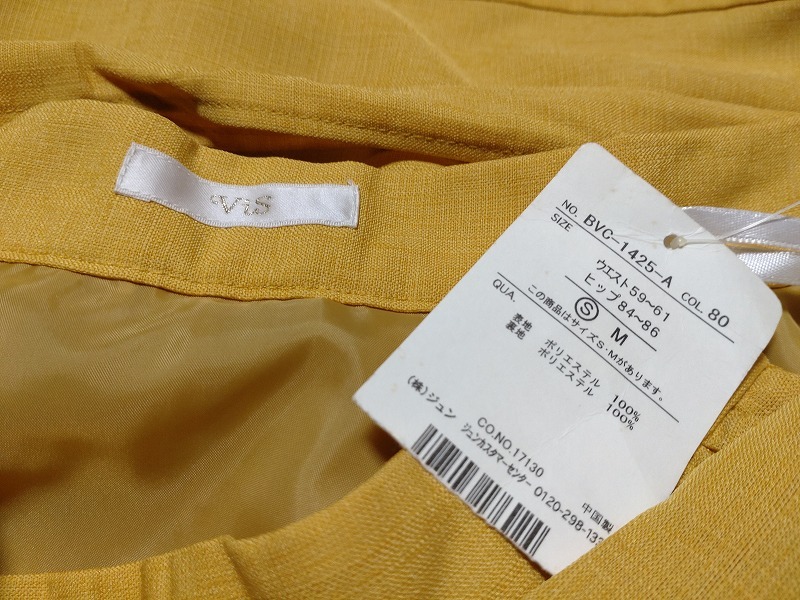 ViS
NO. BVC-1425-A COL 80
SIZE
ウエスト59~61
ヒップ84~86
Ⓢ M
この商品はサイズS・Mがあります。
QUA.
表地 ポリエステル 100%
裏地 ポリエステル 100%
(株)ジュン
CO.NO.17130
ジュンカスタマーセンター 0120-298-133
中国製